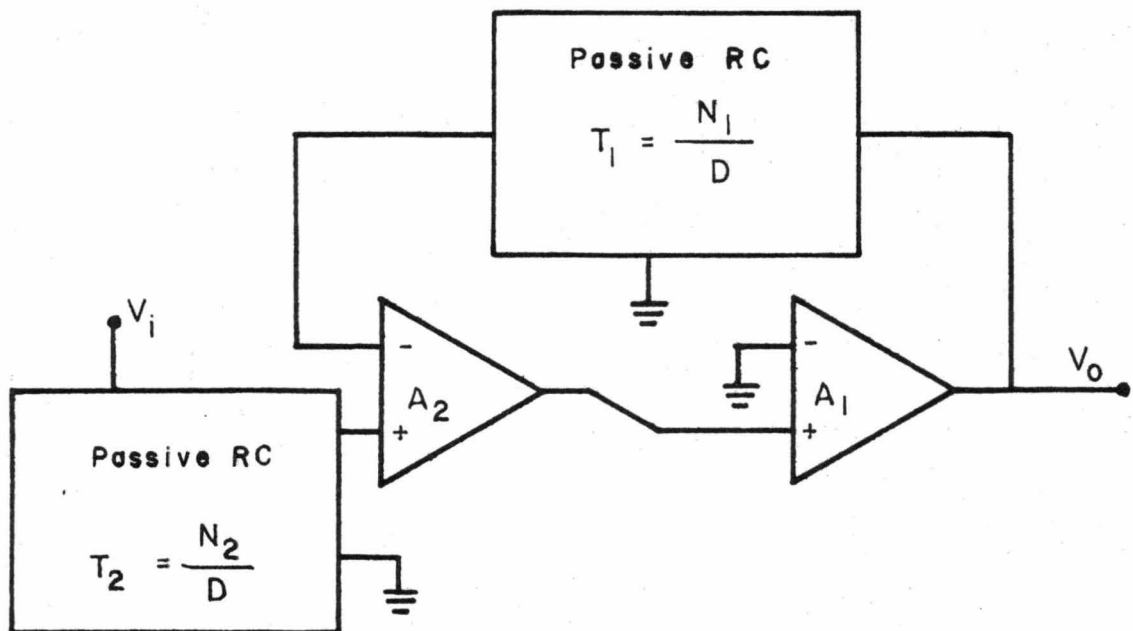 Passive RC
T₁ = N₁ / D
Vᵢ
-
A₂
+
-
A₁
+
Vₒ
Passive RC
T₂ = N₂ / D